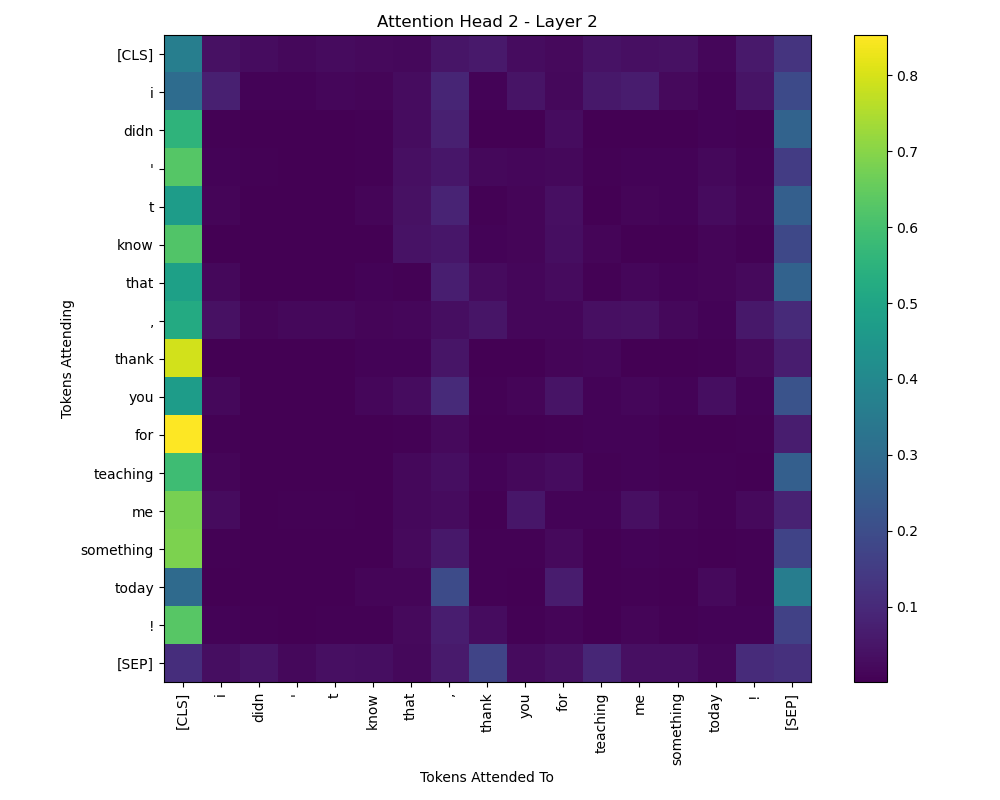 Attention Head 2 - Layer 2
[CLS]
i
didn
'
t
know
that
,
thank
you
for
teaching
me
something
today
!
[SEP]
Tokens Attending
[CLS]
i
didn
'
t
know
that
,
thank
you
for
teaching
me
something
today
!
[SEP]
Tokens Attended To
0.8
0.7
0.6
0.5
0.4
0.3
0.2
0.1